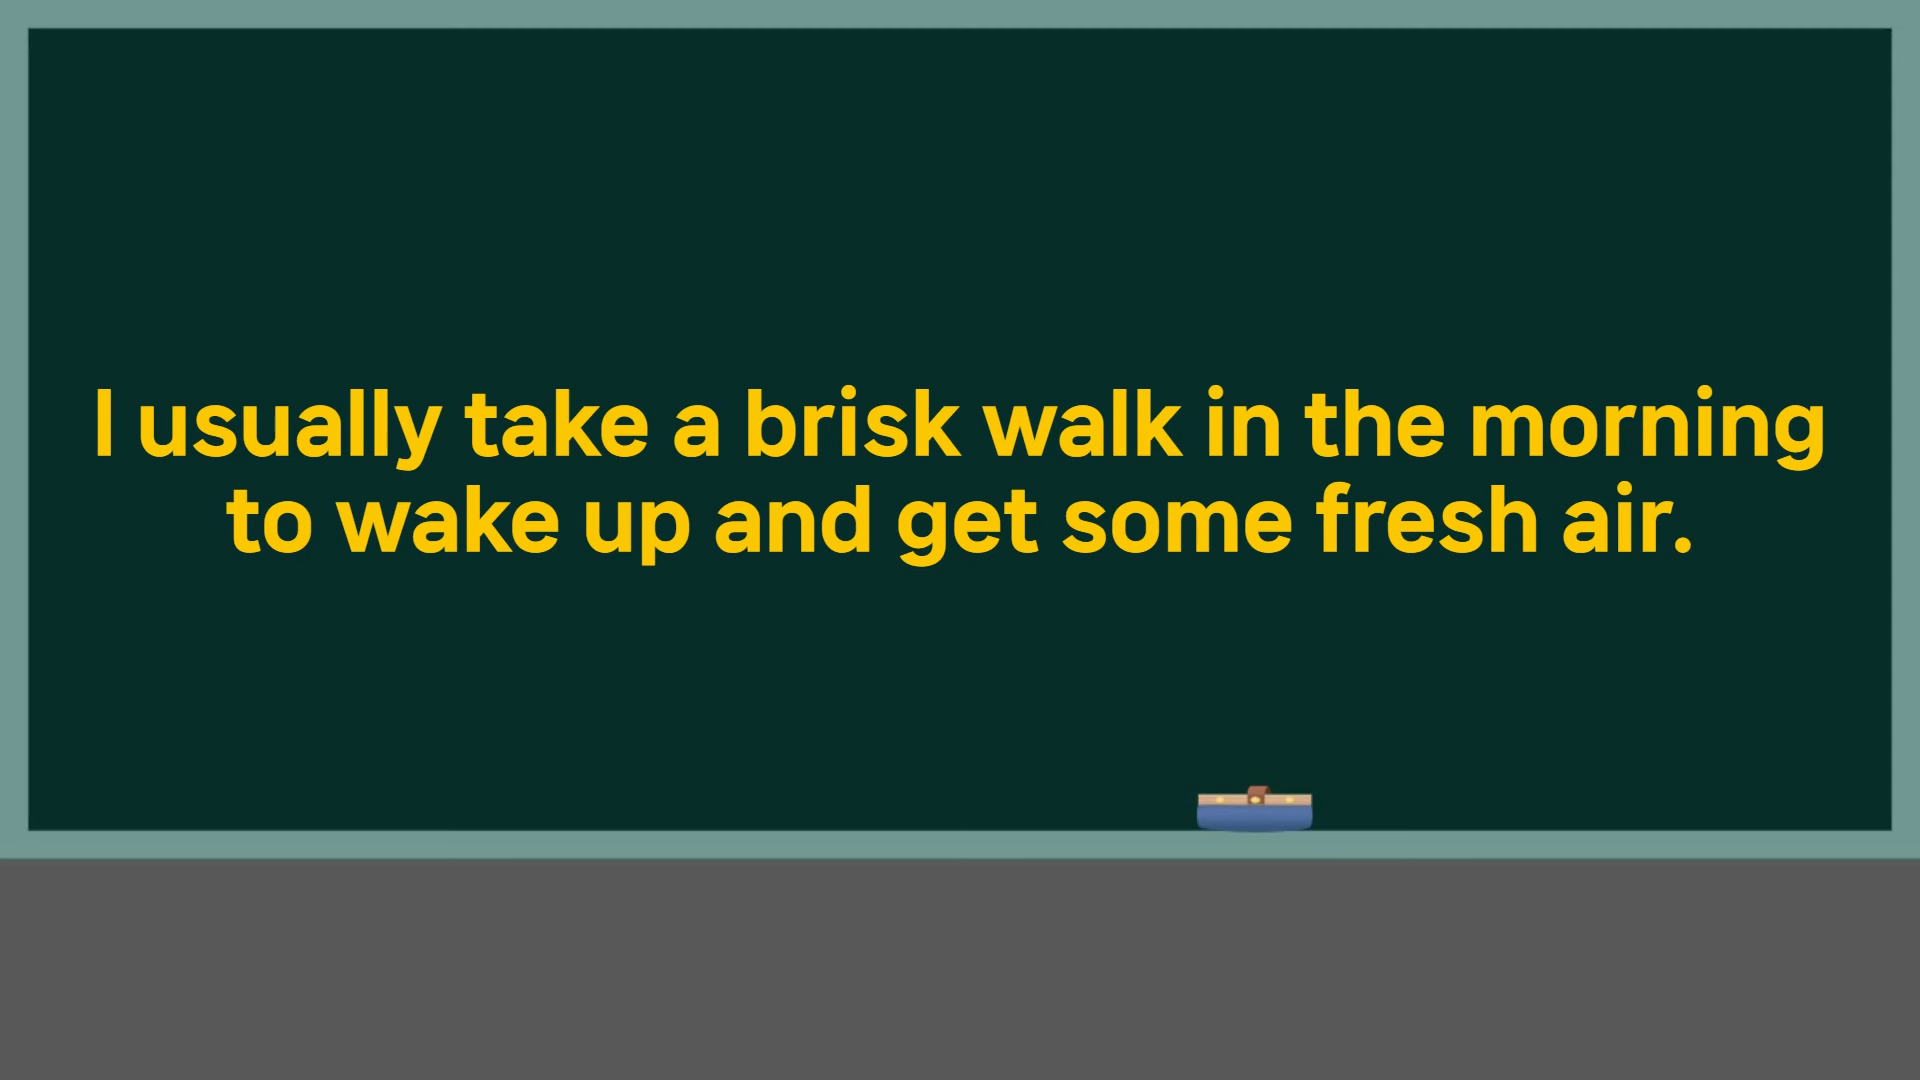 I usually take a brisk walk in the morning
to wake up and get some fresh air.